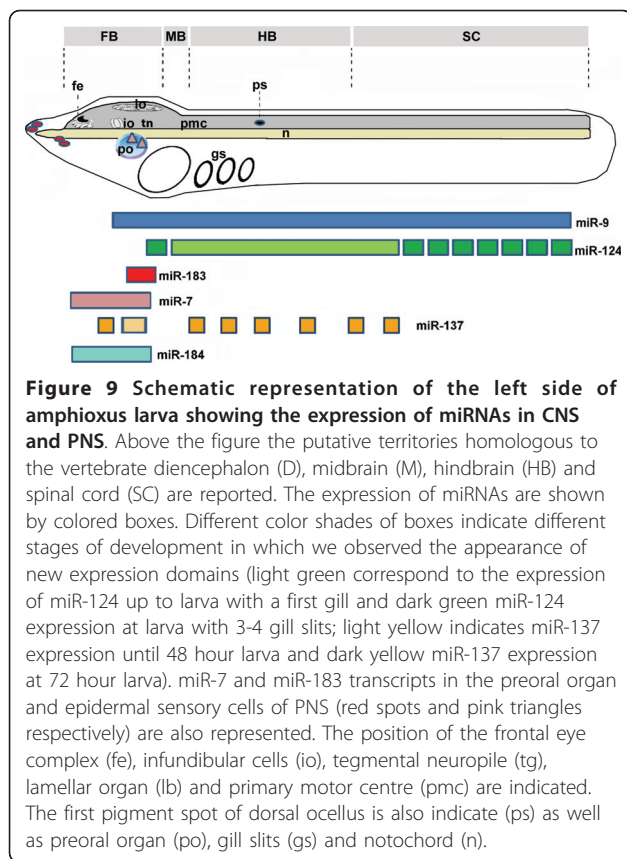 FB MB HB SC
fe ps
lo
io tn pmc
n
po gs
miR-9
miR-124
miR-183
miR-7
miR-137
miR-184
Figure 9 Schematic representation of the left side of
amphioxus larva showing the expression of miRNAs in CNS
and PNS. Above the figure the putative territories homologous to
the vertebrate diencephalon (D), midbrain (M), hindbrain (HB) and
spinal cord (SC) are reported. The expression of miRNAs are shown
by colored boxes. Different color shades of boxes indicate different
stages of development in which we observed the appearance of
new expression domains (light green correspond to the expression
of miR-124 up to larva with a first gill and dark green miR-124
expression at larva with 3-4 gill slits; light yellow indicates miR-137
expression until 48 hour larva and dark yellow miR-137 expression
at 72 hour larva). miR-7 and miR-183 transcripts in the preoral organ
and epidermal sensory cells of PNS (red spots and pink triangles
respectively) are also represented. The position of the frontal eye
complex (fe), infundibular cells (io), tegmental neuropile (tg),
lamellar organ (lb) and primary motor centre (pmc) are indicated.
The first pigment spot of dorsal ocellus is also indicate (ps) as well
as preoral organ (po), gill slits (gs) and notochord (n).